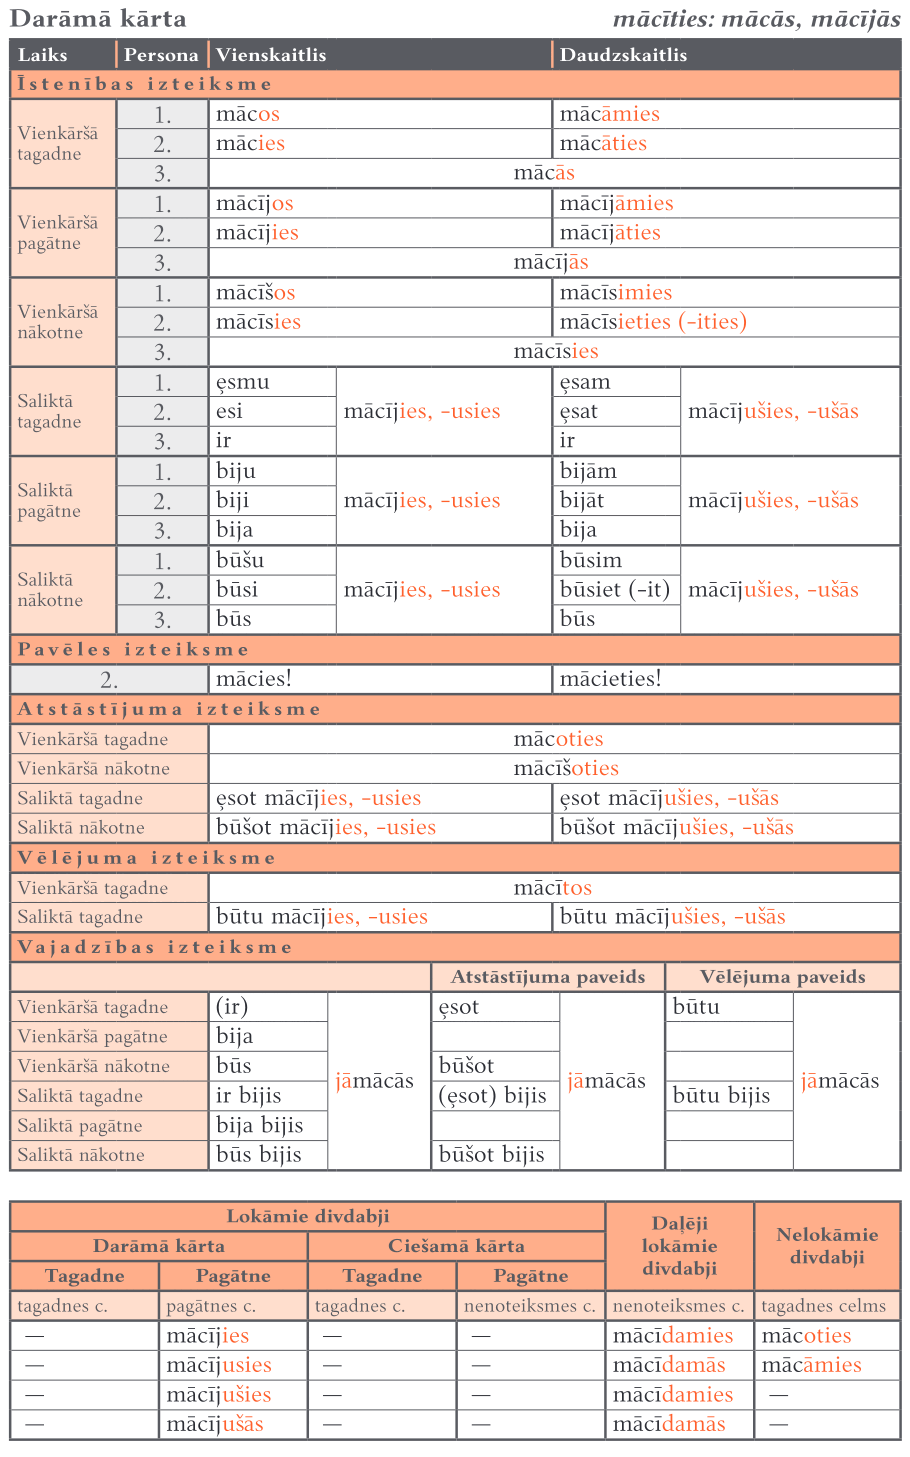 Darāmā kārta mācīties: mācās, mācījās
Laiks Persona Vienskaitlis Daudzskaitlis
Īstenības izteiksme
Vienkāršā tagadne
1. mācos mācāmies
2. mācies mācāties
3. mācās
Vienkāršā pagātne
1. mācījos mācījāmies
2. mācījies mācījāties
3. mācījās
Vienkāršā nākotne
1. mācīšos mācīsimies
2. mācīsies mācīsieties (-ities)
3. mācīsies
Saliktā tagadne
1. ȩsmu ȩsam
2. esi mācījies, -usies ȩsat mācījušies, -ušās
3. ir ir
Saliktā pagātne
1. biju bijām
2. biji mācījies, -usies bijāt mācījušies, -ušās
3. bija bija
Saliktā nākotne
1. būšu būsim
2. būsi mācījies, -usies būsiet (-it) mācījušies, -ušās
3. būs būs
Pavēles izteiksme
2. mācies! mācieties!
Atstāstījuma izteiksme
Vienkāršā tagadne mācoties
Vienkāršā nākotne mācīšoties
Saliktā tagadne ȩsot mācījies, -usies ȩsot mācījušies, -ušās
Saliktā nākotne būšot mācījies, -usies būšot mācījušies, -ušās
Vēlējuma izteiksme
Vienkāršā tagadne mācītos
Saliktā tagadne būtu mācījies, -usies būtu mācījušies, -ušās
Vajadzības izteiksme
Atstāstījuma paveids Vēlējuma paveids
Vienkāršā tagadne (ir) ȩsot būtu
Vienkāršā pagātne bija
Vienkāršā nākotne būs būšot
jāmācās jāmācās jāmācās
Saliktā tagadne ir bijis (ȩsot) bijis būtu bijis
Saliktā pagātne bija bijis
Saliktā nākotne būs bijis būšot bijis
Lokāmie divdabji Daļēji lokāmie divdabji Nelokāmie divdabji
Darāmā kārta Ciešamā kārta
Tagadne Pagātne Tagadne Pagātne
tagadnes c. pagātnes c. tagadnes c. nenoteiksmes c. nenoteiksmes c. tagadnes celms
— mācījies — — mācīdamies mācoties
— mācījusies — — mācīdamās mācāmies
— mācījušies — — mācīdamies —
— mācījušās — — mācīdamās —